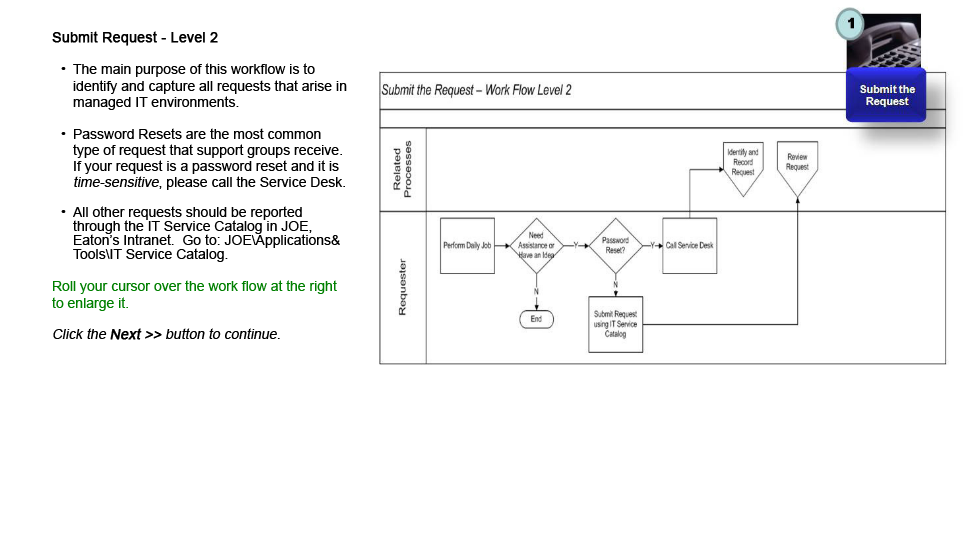 Submit Request - Level 2
• The main purpose of this workflow is to
identify and capture all requests that arise in
managed IT environments.
• Password Resets are the most common
type of request that support groups receive.
If your request is a password reset and it is
time-sensitive, please call the Service Desk.
• All other requests should be reported
through the IT Service Catalog in JOE,
Eaton's Intranet. Go to: JOE\Applications&
Tools\IT Service Catalog.
Roll your cursor over the work flow at the right
to enlarge it.
Click the Next >> button to continue.
1
Submit the
Request
Submit the Request – Work Flow Level 2
Related
Processes
Identify and
Record
Request
Review
Request
Requester
Perform Daily Job
Need
Assistance or
Have an Idea
Y
Password
Reset?
Y
Call Service Desk
N
N
End
Submit Request
using IT Service
Catalog